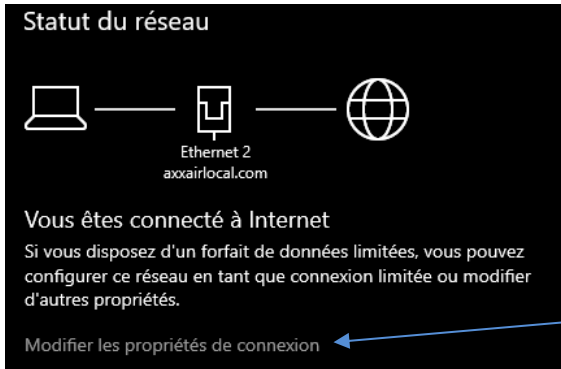 Statut du réseau
Ethernet 2
axxairlocal.com
Vous êtes connecté à Internet
Si vous disposez d'un forfait de données limitées, vous pouvez
configurer ce réseau en tant que connexion limitée ou modifier
d'autres propriétés.
Modifier les propriétés de connexion